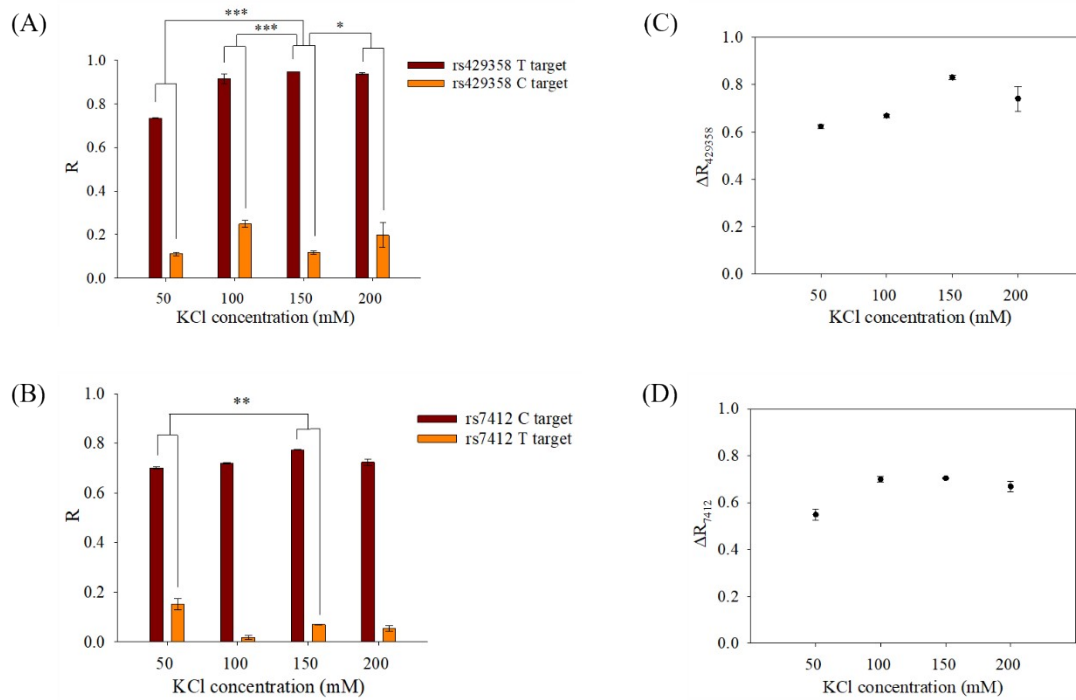 (A)
***
***
*
1.0
0.8
0.6
0.4
0.2
0.0
R
50 100 150 200
KCl concentration (mM)
rs429358 T target
rs429358 C target
(C)
1.0
0.8
0.6
0.4
0.2
0.0
ΔR429358
50 100 150 200
KCl concentration (mM)
(B)
**
1.0
0.8
0.6
0.4
0.2
0.0
R
50 100 150 200
KCl concentration (mM)
rs7412 C target
rs7412 T target
(D)
1.0
0.8
0.6
0.4
0.2
0.0
ΔR7412
50 100 150 200
KCl concentration (mM)